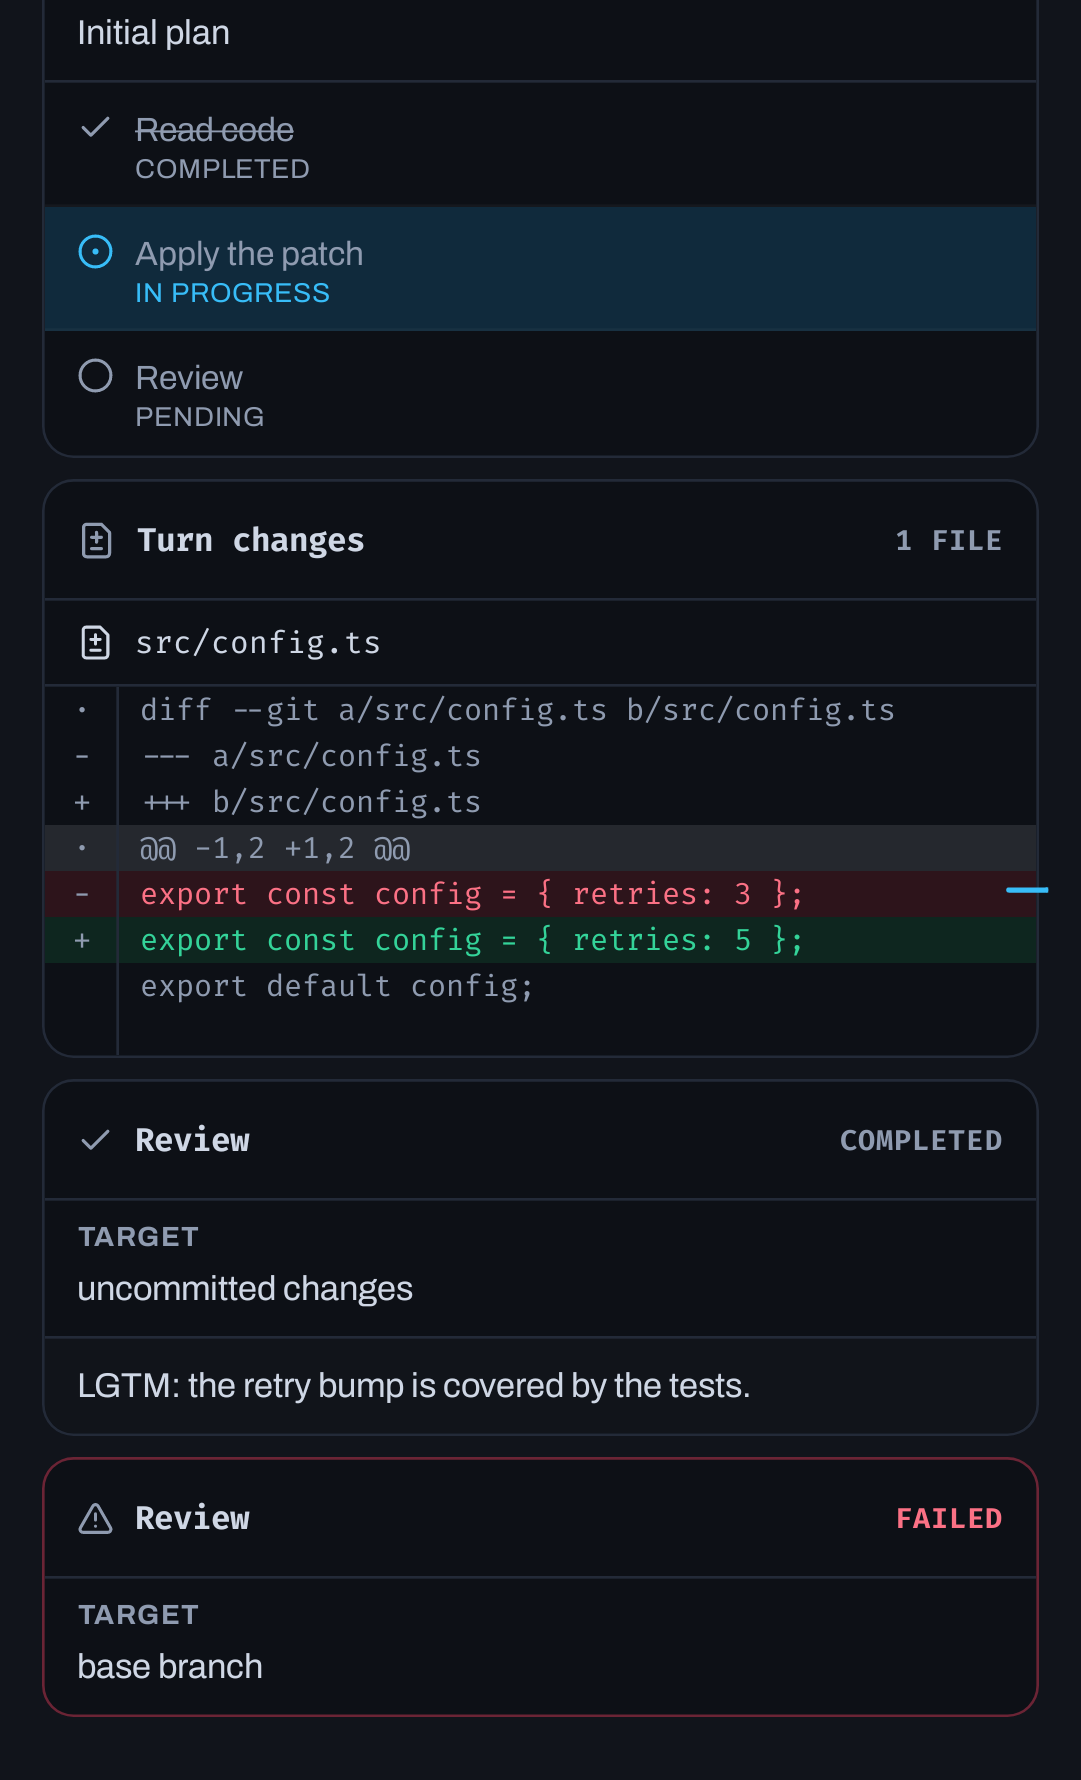 Initial plan
Read code
COMPLETED
Apply the patch
IN PROGRESS
Review
PENDING
Turn changes 1 FILE
src/config.ts
· diff --git a/src/config.ts b/src/config.ts
- --- a/src/config.ts
+ +++ b/src/config.ts
· @@ -1,2 +1,2 @@
- export const config = { retries: 3 };
+ export const config = { retries: 5 };
export default config;
Review COMPLETED
TARGET
uncommitted changes
LGTM: the retry bump is covered by the tests.
Review FAILED
TARGET
base branch